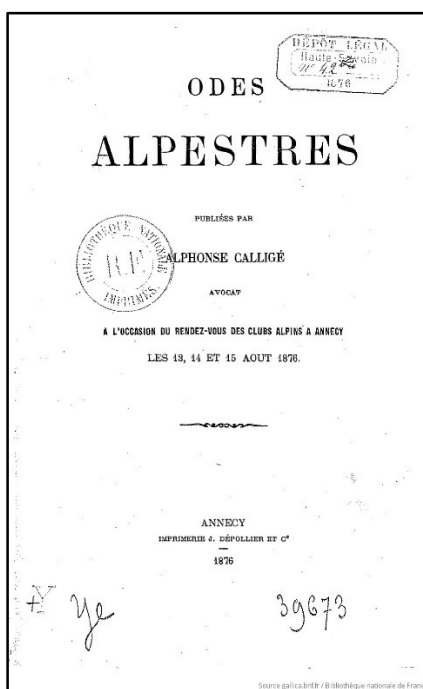 DÉPÔT LÉGAL
Haute-Savoie
1876
ODES
ALPESTRES
PUBLIÉES PAR
BIBLIOTHÈQUE NATIONALE
R.F.
IMPRIMÉS.
ALPHONSE CALLIGÉ
AVOCAT
A L'OCCASION DU RENDEZ-VOUS DES CLUBS ALPINS A ANNECY
LES 13, 14 ET 15 AOUT 1876.
ANNECY
IMPRIMERIE J. DÉPOLLIER ET Cie
1876
+Y
Ye
39673
Source gallica.bnf.fr / Bibliothèque nationale de France